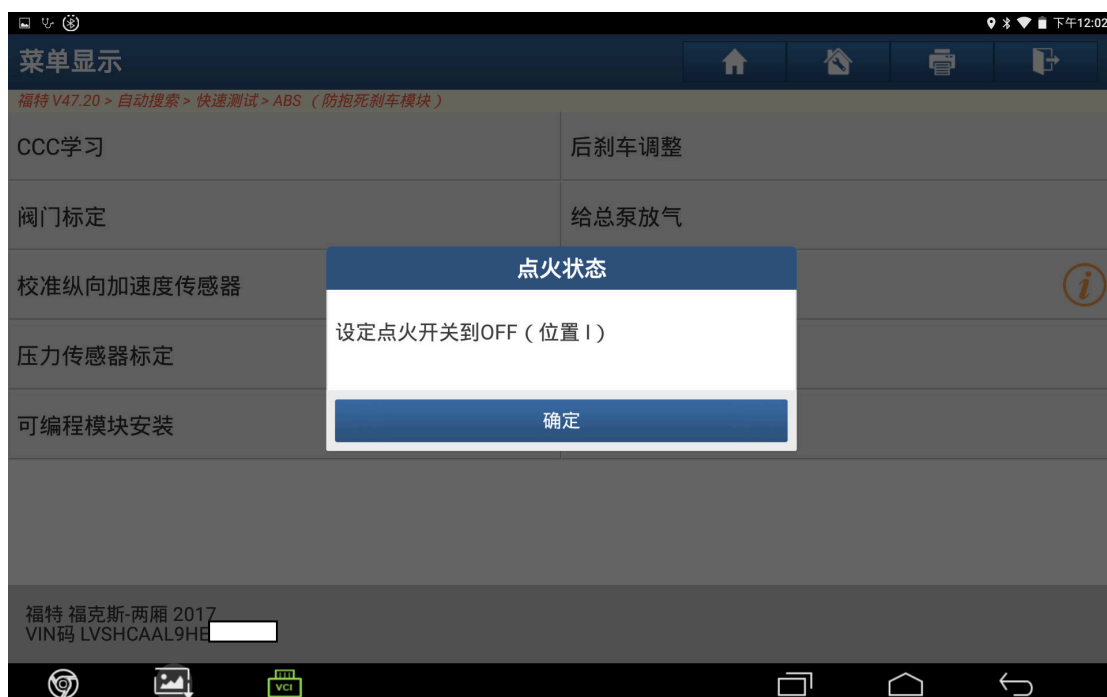 下午12:02
菜单显示
福特 V47.20 > 自动搜索 > 快速测试 > ABS （防抱死刹车模块）
CCC学习
后刹车调整
阀门标定
给总泵放气
点火状态
校准纵向加速度传感器
i
设定点火开关到OFF（位置 I）
压力传感器标定
可编程模块安装
确定
福特 福克斯-两厢 2017
VIN码 LVSHCAAL9HE
VCI